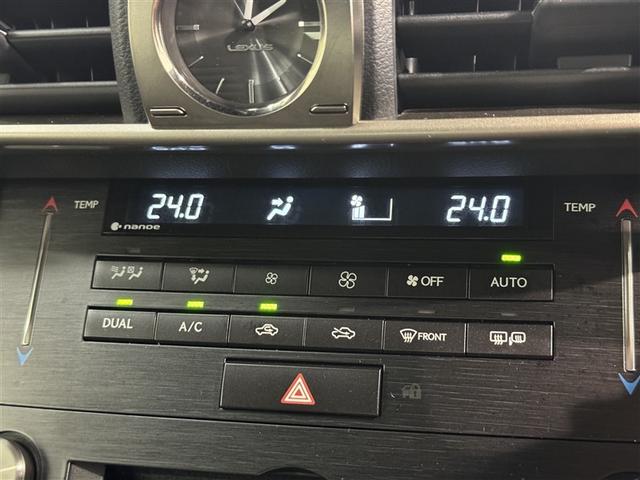 LEXUS
TEMP 24.0 24.0 TEMP
nanoe
OFF AUTO
DUAL A/C FRONT